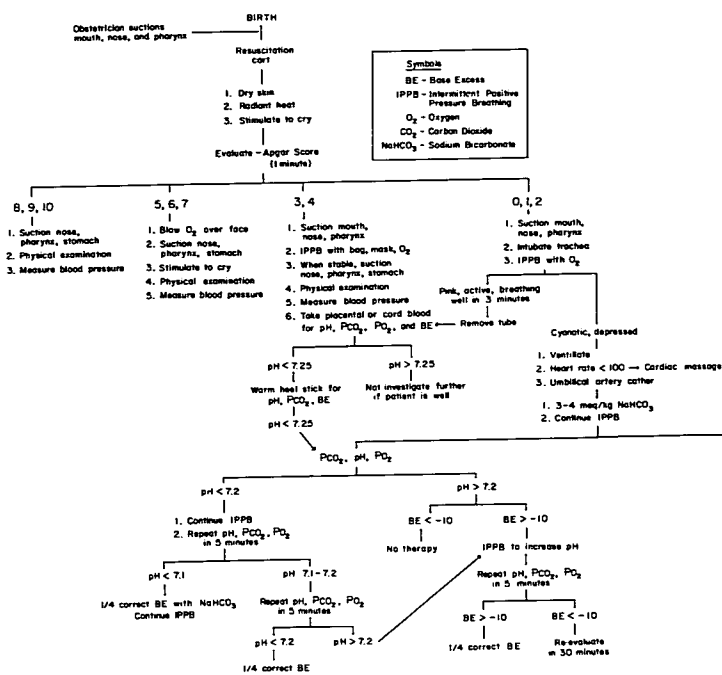 BIRTH
Obstetrician suctions
mouth, nose, and pharynx
Resuscitation
cart
1. Dry skin
2. Radiant heat
3. Stimulate to cry
Evaluate - Apgar Score
(1 minute)
Symbols
BE - Base Excess
IPPB - Intermittent Positive
Pressure Breathing
O₂ - Oxygen
CO₂ - Carbon Dioxide
NaHCO₃ - Sodium Bicarbonate
8, 9, 10
1. Suction nose,
pharynx, stomach
2. Physical examination
3. Measure blood pressure
5, 6, 7
1. Blow O₂ over face
2. Suction nose,
pharynx, stomach
3. Stimulate to cry
4. Physical examination
5. Measure blood pressure
3, 4
1. Suction mouth,
nose, pharynx
2. IPPB with bag, mask, O₂
3. When stable, suction
nose, pharynx, stomach
4. Physical examination
5. Measure blood pressure
6. Take placental or cord blood
for pH, PCO₂, PO₂, and BE
0, 1, 2
1. Suction mouth,
nose, pharynx
2. Intubate trachea
3. IPPB with O₂
Pink, active, breathing
well in 3 minutes
Remove tube
Cyanotic, depressed
1. Ventillate
2. Heart rate < 100 → Cardiac massage
3. Umbilical artery cather
1. 3-4 meq/kg NaHCO₃
2. Continue IPPB
pH < 7.25
Warm heel stick for
pH, PCO₂, BE
pH < 7.25
pH > 7.25
Not investigate further
if patient is well
PCO₂, pH, PO₂
pH < 7.2
1. Continue IPPB
2. Repeat pH, PCO₂, PO₂
in 5 minutes
pH > 7.2
BE < -10
No therapy
BE > -10
IPPB to increase pH
Repeat pH, PCO₂, PO₂
in 5 minutes
pH < 7.1
1/4 correct BE with NaHCO₃
Continue IPPB
pH 7.1-7.2
Repeat pH, PCO₂, PO₂
in 5 minutes
pH < 7.2
1/4 correct BE
pH > 7.2
BE > -10
1/4 correct BE
BE < -10
Re-evaluate
in 30 minutes